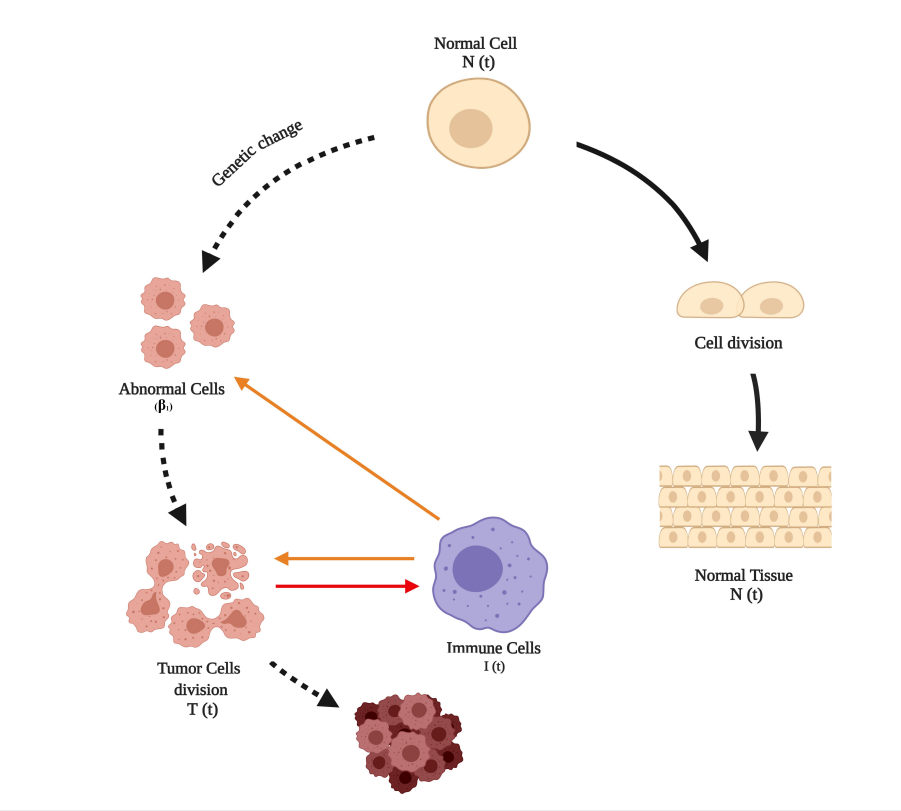 Normal Cell
N (t)
Genetic change
Abnormal Cells
(β₁)
Cell division
Normal Tissue
N (t)
Immune Cells
I (t)
Tumor Cells
division
T (t)